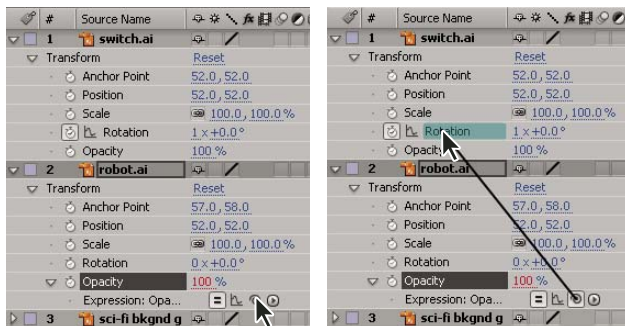 # Source Name
1 switch.ai
Transform Reset
Anchor Point 52.0, 52.0
Position 52.0, 52.0
Scale 100.0, 100.0 %
Rotation 1 x +0.0 °
Opacity 100 %
2 robot.ai
Transform Reset
Anchor Point 57.0, 58.0
Position 52.0, 52.0
Scale 100.0, 100.0 %
Rotation 0 x +0.0 °
Opacity 100 %
Expression: Opa...
3 sci-fi bkgnd g
# Source Name
1 switch.ai
Transform Reset
Anchor Point 52.0, 52.0
Position 52.0, 52.0
Scale 100.0, 100.0 %
Rotation 1 x +0.0 °
Opacity 100 %
2 robot.ai
Transform Reset
Anchor Point 57.0, 58.0
Position 52.0, 52.0
Scale 100.0, 100.0 %
Rotation 0 x +0.0 °
Opacity 100 %
Expression: Opa...
3 sci-fi bkgnd g